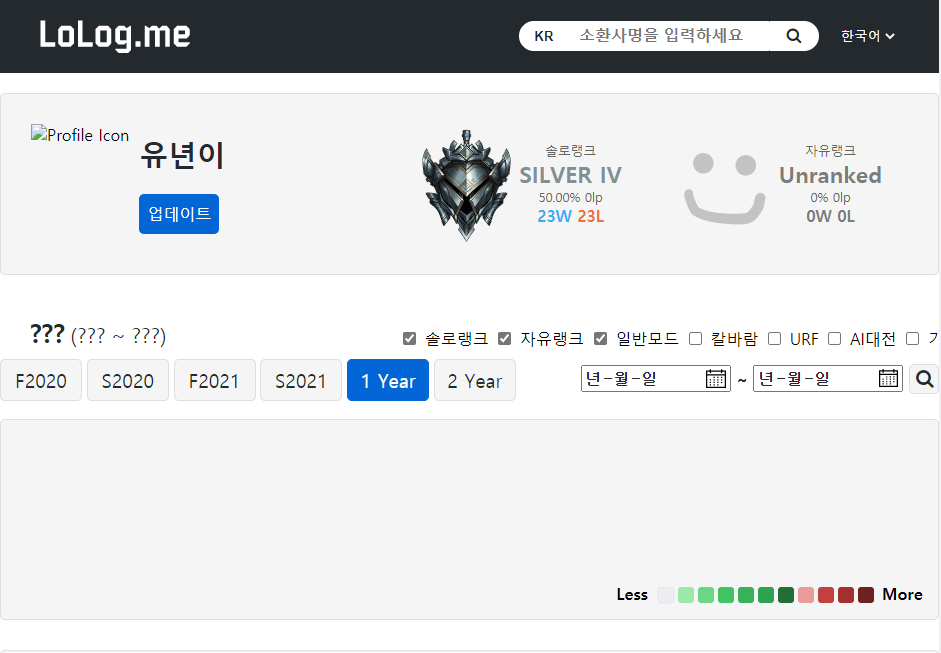 LoLog.me
KR 소환사명을 입력하세요 한국어
Profile Icon
유년이
업데이트
솔로랭크
SILVER IV
50.00% 0lp
23W 23L
자유랭크
Unranked
0% 0lp
0W 0L
??? (??? ~ ???)
솔로랭크 자유랭크 일반모드 칼바람 URF AI대전
F2020 S2020 F2021 S2021 1 Year 2 Year
년-월-일 ~ 년-월-일
Less More